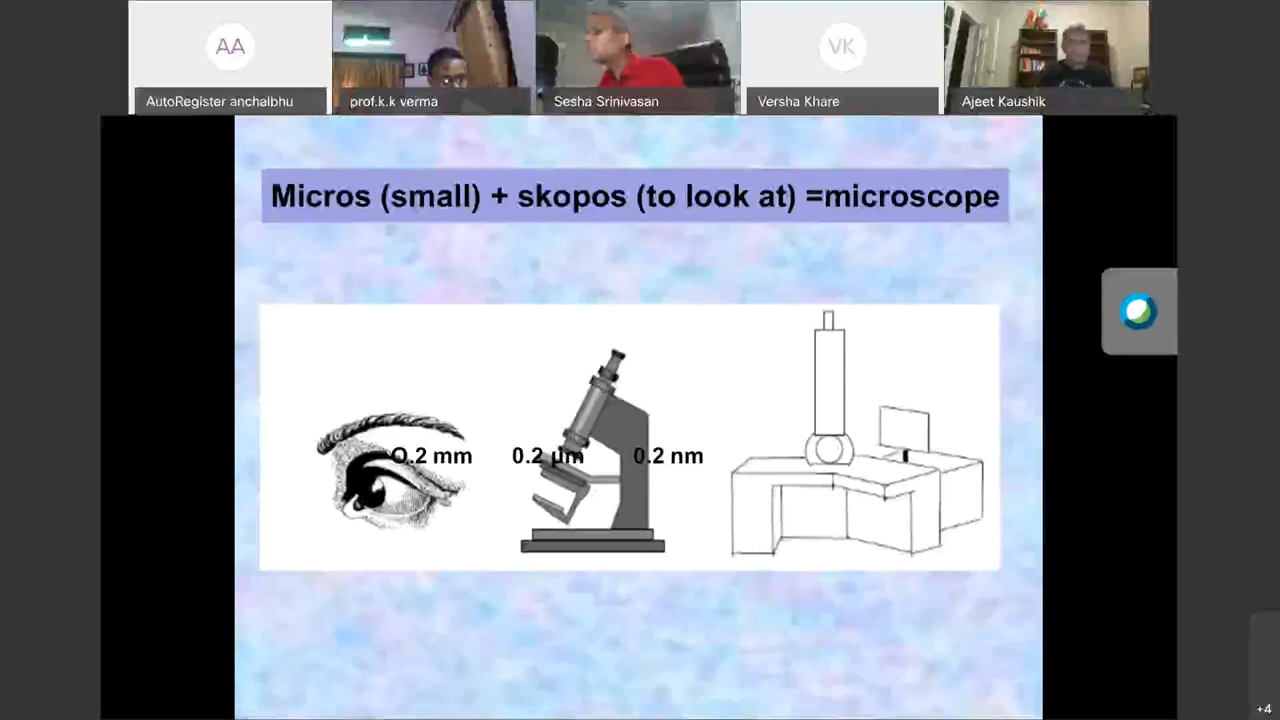 AA
VK
AutoRegister anchalbhu
prof.k.k verma
Sesha Srinivasan
Versha Khare
Ajeet Kaushik
Micros (small) + skopos (to look at) =microscope
O.2 mm
0.2 µm
0.2 nm
+4